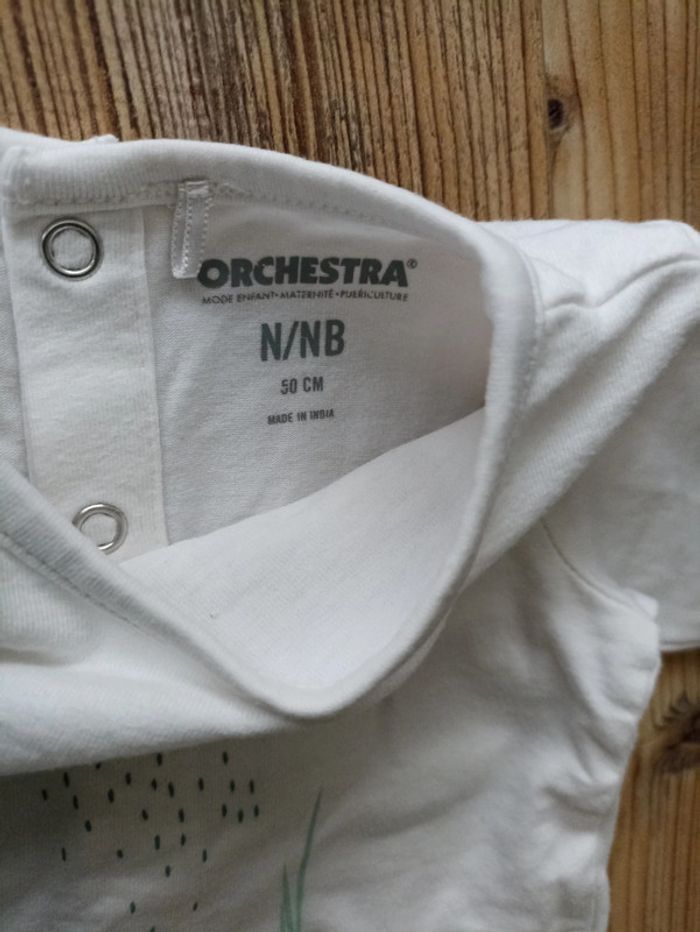 ORCHESTRA®
MODE ENFANT•MATERNITÉ•PUÉRICULTURE
N/NB
50 CM
MADE IN INDIA